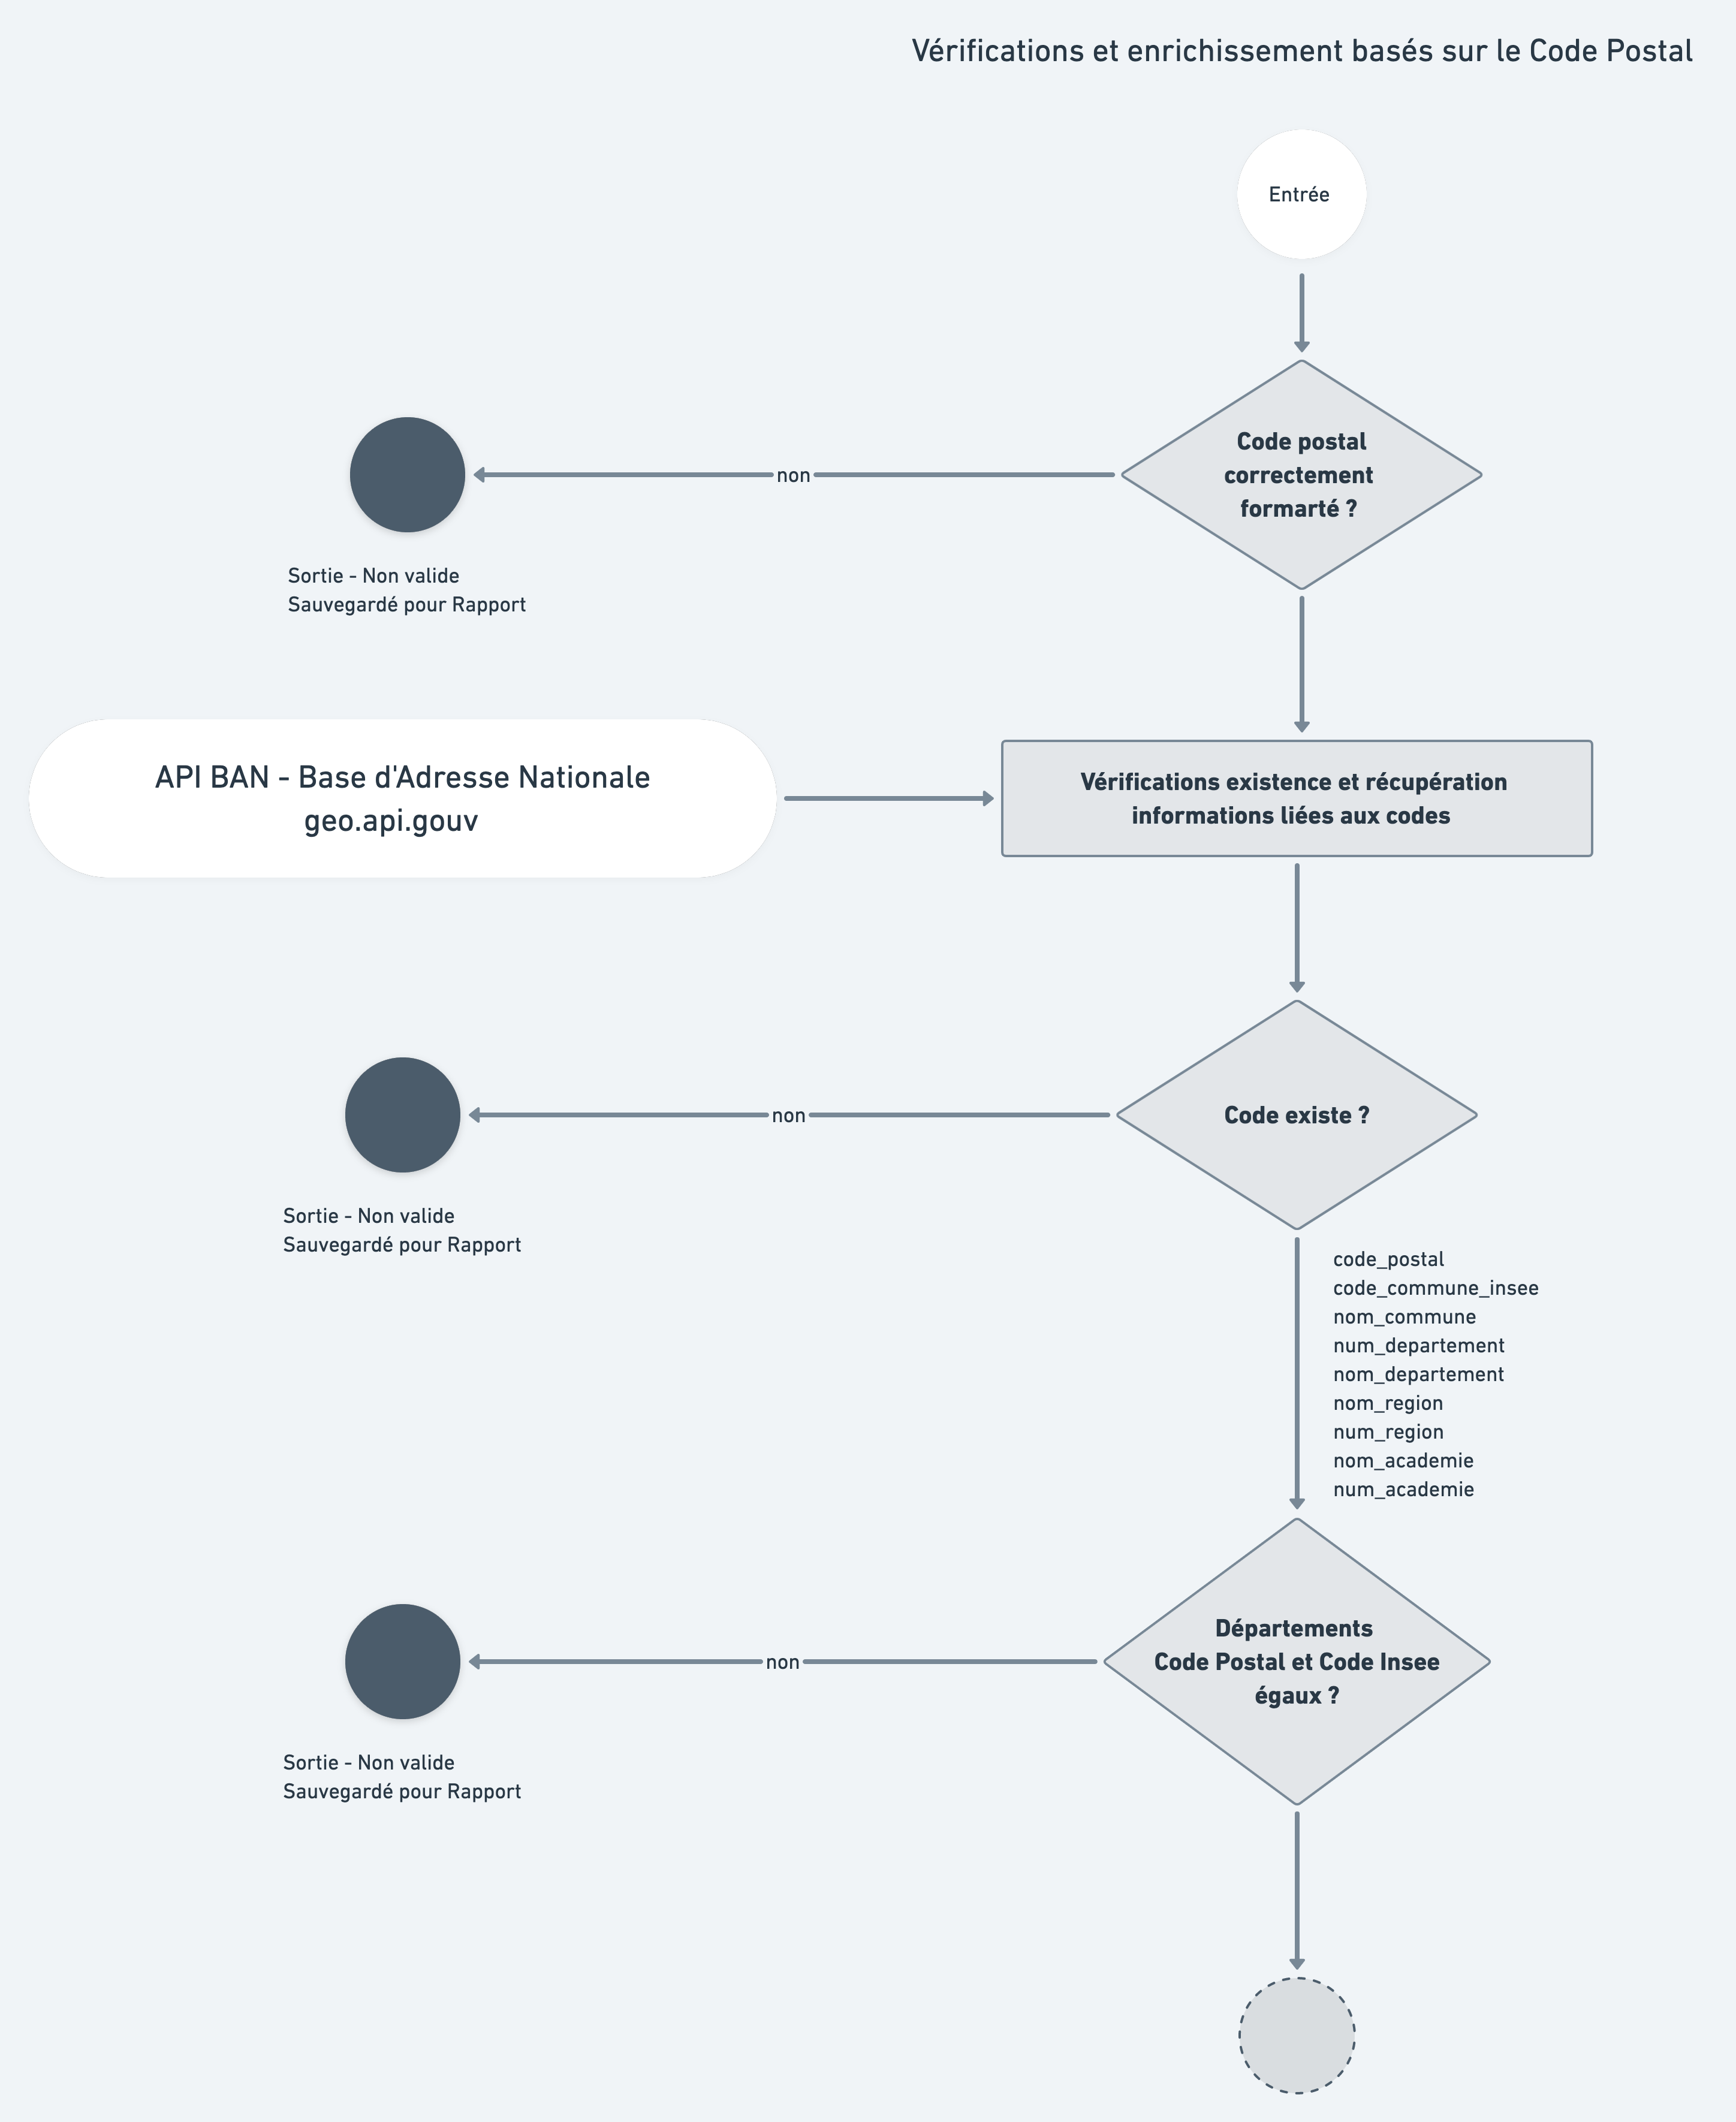 Vérifications et enrichissement basés sur le Code Postal
Entrée
Code postal
correctement
formarté ?
non
Sortie - Non valide
Sauvegardé pour Rapport
API BAN - Base d'Adresse Nationale
geo.api.gouv
Vérifications existence et récupération
informations liées aux codes
Code existe ?
non
Sortie - Non valide
Sauvegardé pour Rapport
code_postal
code_commune_insee
nom_commune
num_departement
nom_departement
nom_region
num_region
nom_academie
num_academie
Départements
Code Postal et Code Insee
égaux ?
non
Sortie - Non valide
Sauvegardé pour Rapport